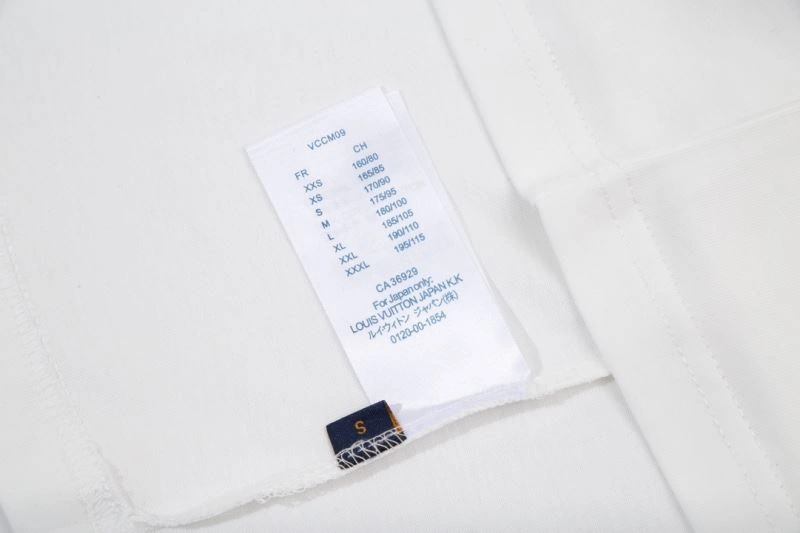 VCCM09
FR CH
XXS 160/80
XS 165/85
S 170/90
M 175/95
L 180/100
XL 185/105
XXL 190/110
XXXL 195/115
CA 36929
For Japan only:
LOUIS VUITTON JAPAN K.K
ルイ・ヴィトン ジャパン(株)
0120-00-1854
S